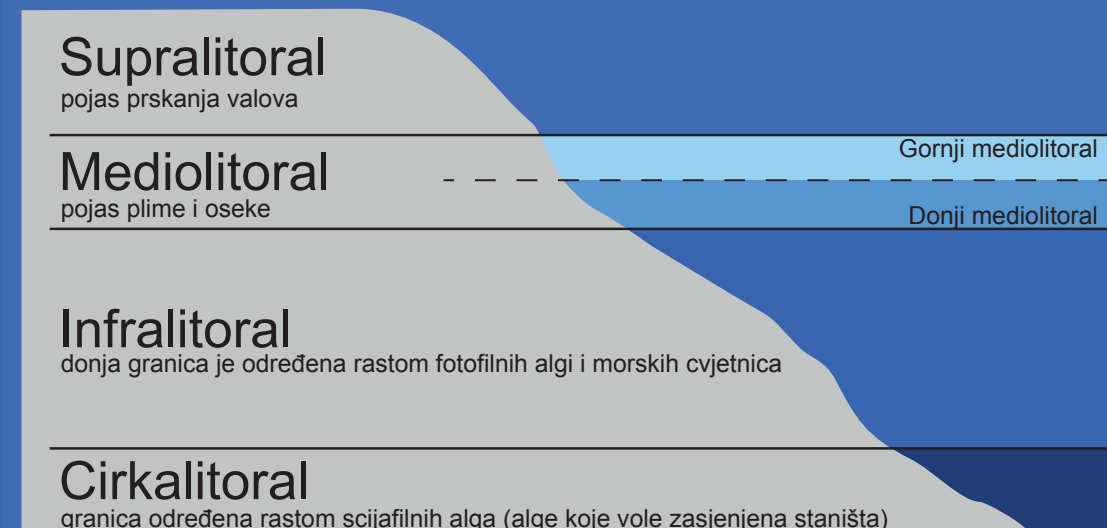 Supralitoral
pojas prskanja valova
Mediolitoral
pojas plime i oseke
Gornji mediolitoral
Donji mediolitoral
Infralitoral
donja granica je određena rastom fotofilnih algi i morskih cvjetnica
Cirkalitoral
granica određena rastom scijafilnih alga (alge koje vole zasjenjena staništa)